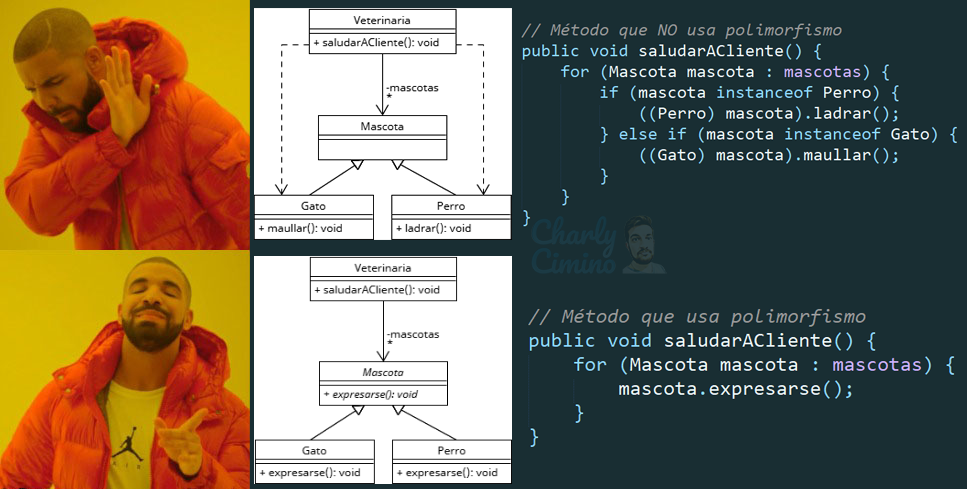 Veterinaria
+ saludarACliente(): void
-mascotas
*
Mascota
Gato
+ maullar(): void
Perro
+ ladrar(): void
// Método que NO usa polimorfismo
public void saludarACliente() {
for (Mascota mascota : mascotas) {
if (mascota instanceof Perro) {
((Perro) mascota).ladrar();
} else if (mascota instanceof Gato) {
((Gato) mascota).maullar();
}
}
}
Charly
Cimino
Veterinaria
+ saludarACliente(): void
-mascotas
*
Mascota
+ expresarse(): void
Gato
+ expresarse(): void
Perro
+ expresarse(): void
// Método que usa polimorfismo
public void saludarACliente() {
for (Mascota mascota : mascotas) {
mascota.expresarse();
}
}